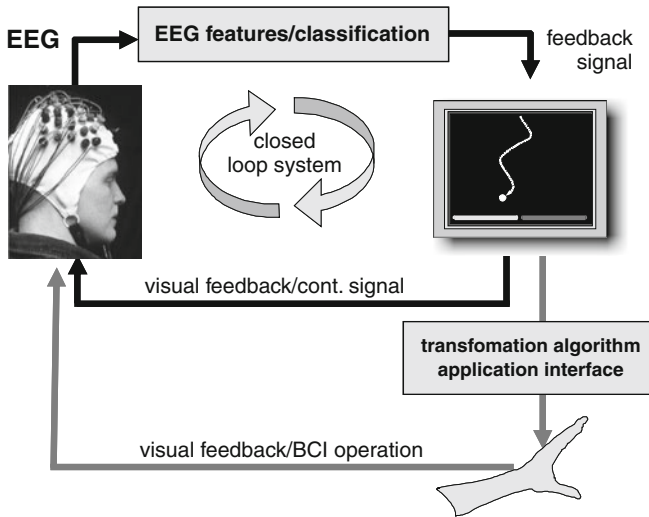 EEG
EEG features/classification
feedback
signal
closed
loop system
visual feedback/cont. signal
transfomation algorithm
application interface
visual feedback/BCI operation